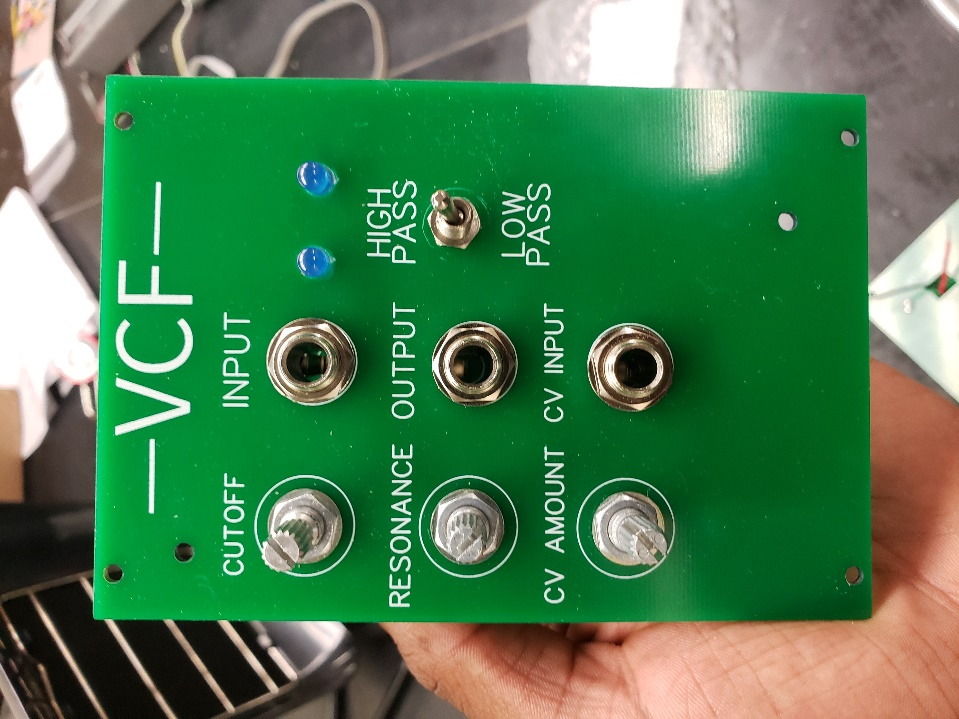 —VCF—
CUTOFF
INPUT
RESONANCE
OUTPUT
HIGH
PASS
CV AMOUNT
CV INPUT
LOW
PASS